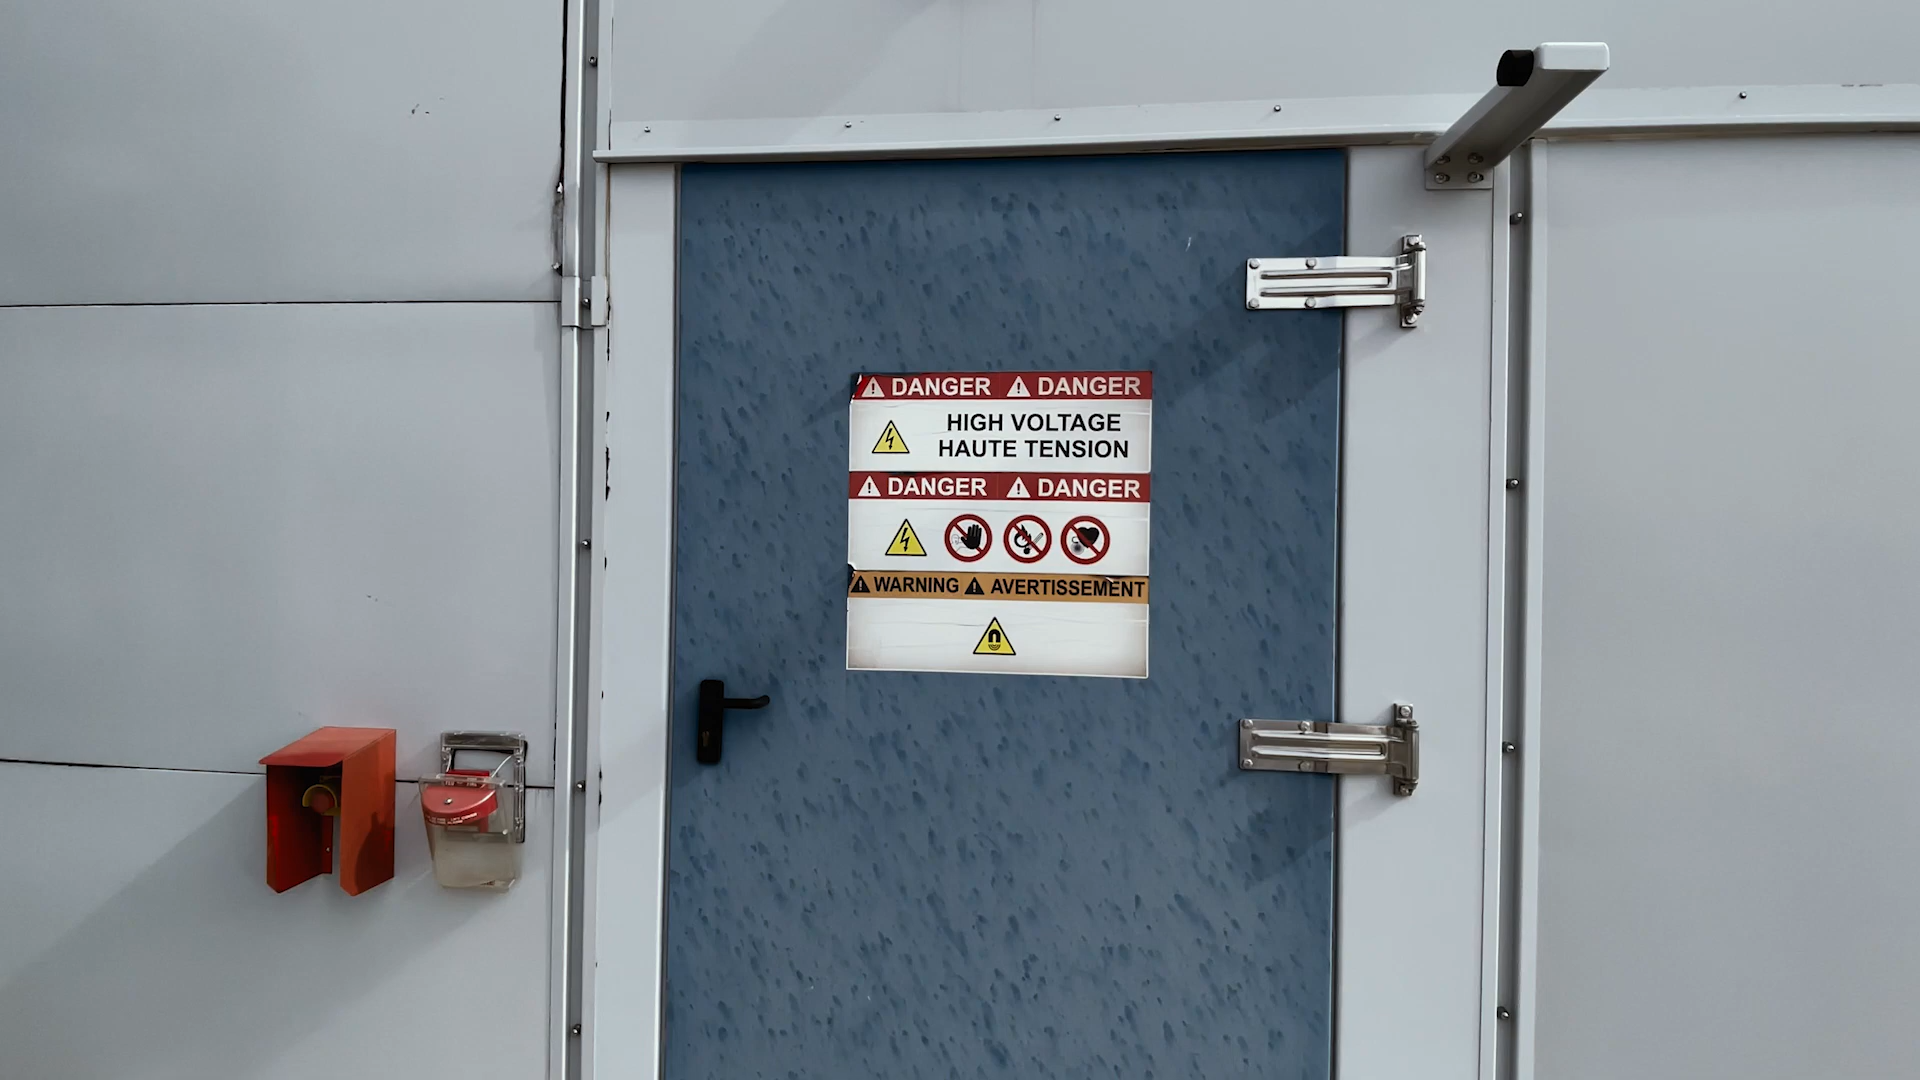 DANGER DANGER
HIGH VOLTAGE
HAUTE TENSION
DANGER DANGER
WARNING AVERTISSEMENT